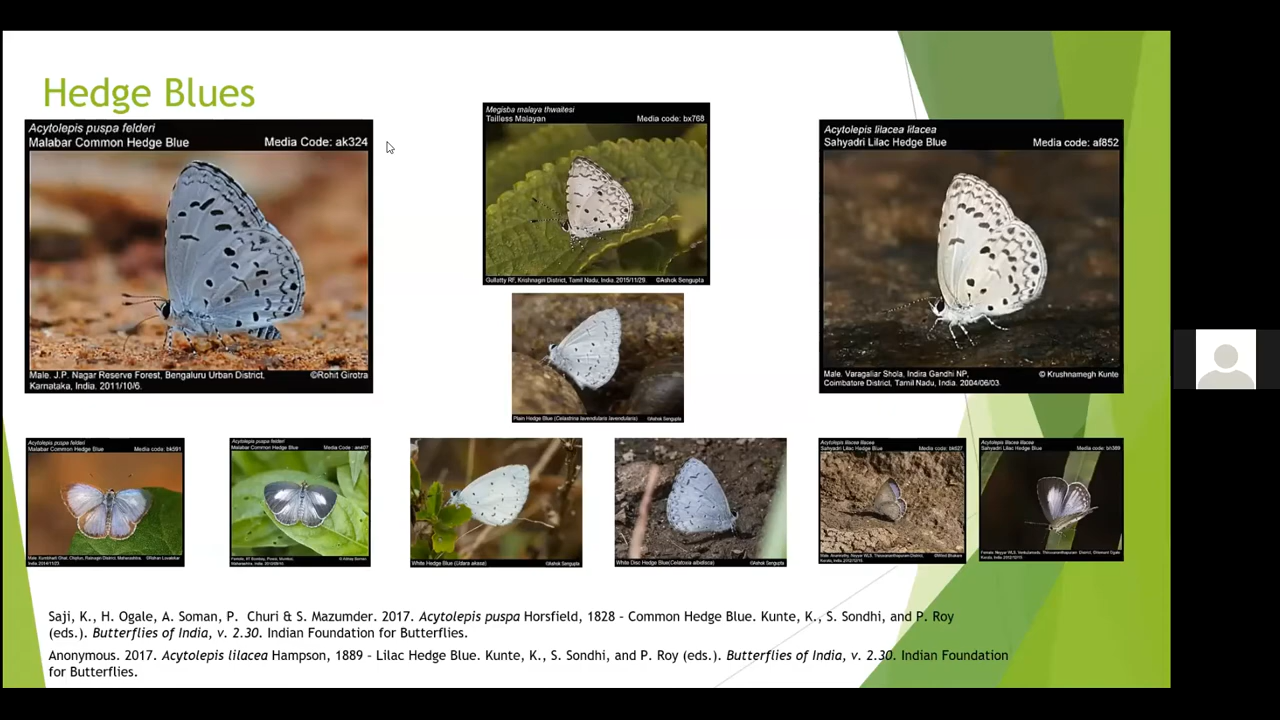 Hedge Blues
Acytolepis puspa felderi
Malabar Common Hedge Blue Media Code: ak324
Male. J.P. Nagar Reserve Forest, Bengaluru Urban District, ©Rohit Girotra
Karnataka, India. 2011/10/6.
Megisba malaya thwaitesi
Tailless Malayan Media code: bx768
Gullatty RF, Krishnagiri District, Tamil Nadu, India. 2015/11/29. ©Ashok Sengupta
Plain Hedge Blue (Celastrina lavendularis lavendularis) ©Ashok Sengupta
Acytolepis lilacea lilacea
Sahyadri Lilac Hedge Blue Media code: af852
Male. Varagaliar Shola, Indira Gandhi NP, © Krushnamegh Kunte
Coimbatore District, Tamil Nadu, India. 2004/06/03.
Acytolepis puspa felderi
Malabar Common Hedge Blue Media code:
Acytolepis puspa felderi
Malabar Common Hedge Blue Media Code:
White Hedge Blue (Udara akasa) ©Ashok Sengupta
White Disc Hedge Blue(Celatoxia albidisca) ©Ashok Sengupta
Acytolepis lilacea lilacea
Sahyadri Lilac Hedge Blue Media code:
Acytolepis lilacea lilacea
Sahyadri Lilac Hedge Blue Media code:
Saji, K., H. Ogale, A. Soman, P. Churi & S. Mazumder. 2017. Acytolepis puspa Horsfield, 1828 – Common Hedge Blue. Kunte, K., S. Sondhi, and P. Roy
(eds.). Butterflies of India, v. 2.30. Indian Foundation for Butterflies.
Anonymous. 2017. Acytolepis lilacea Hampson, 1889 – Lilac Hedge Blue. Kunte, K., S. Sondhi, and P. Roy (eds.). Butterflies of India, v. 2.30. Indian Foundation
for Butterflies.